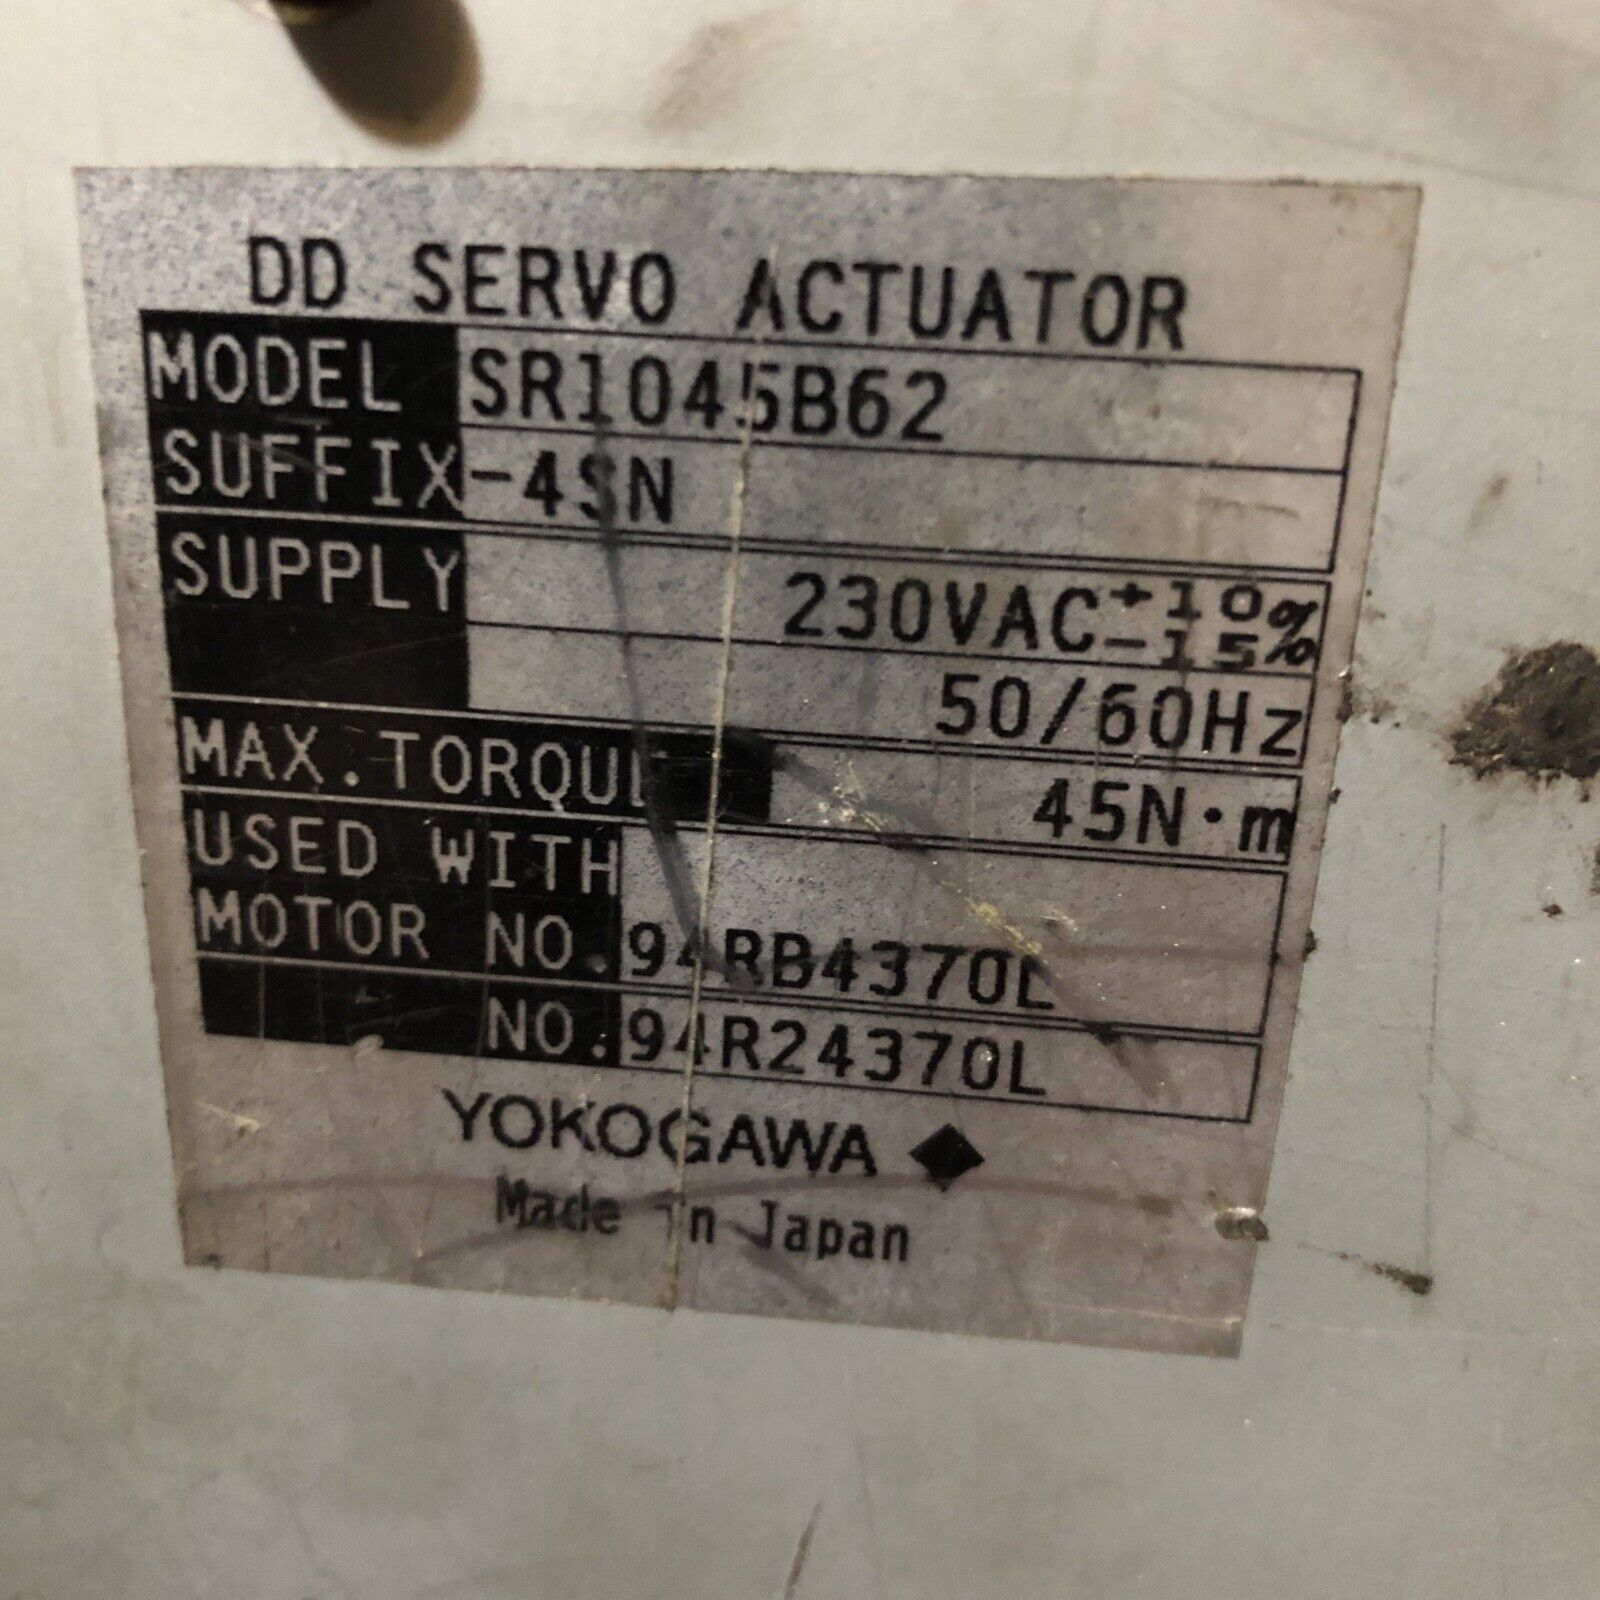 DD SERVO ACTUATOR
MODEL SR1045B62
SUFFIX -4SN
SUPPLY 230VAC +10% -15%
50/60Hz
MAX.TORQUE 45N·m
USED WITH
MOTOR NO. 94RB4370L
NO. 94R24370L
YOKOGAWA
Made in Japan